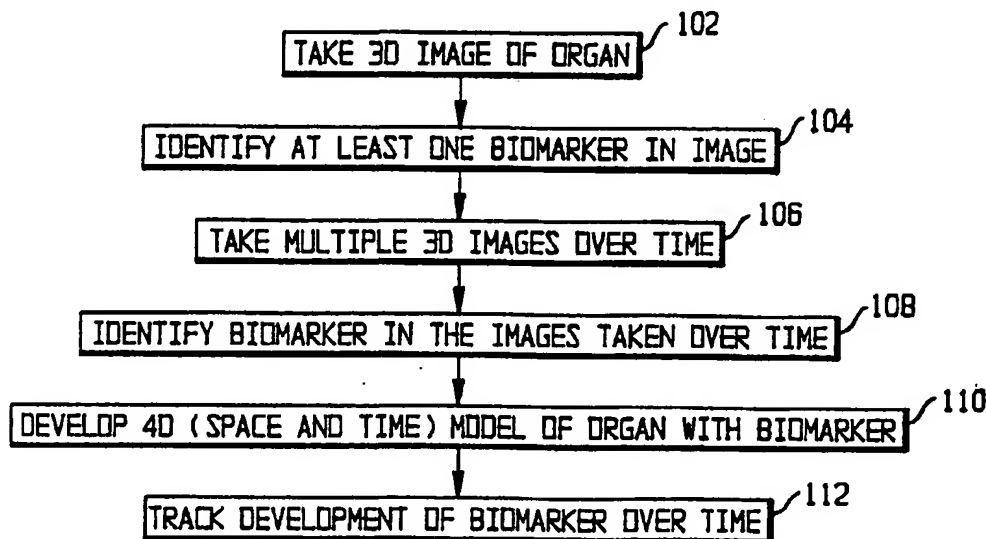 102
TAKE 3D IMAGE OF ORGAN
104
IDENTIFY AT LEAST ONE BIOMARKER IN IMAGE
106
TAKE MULTIPLE 3D IMAGES OVER TIME
108
IDENTIFY BIOMARKER IN THE IMAGES TAKEN OVER TIME
110
DEVELOP 4D (SPACE AND TIME) MODEL OF ORGAN WITH BIOMARKER
112
TRACK DEVELOPMENT OF BIOMARKER OVER TIME